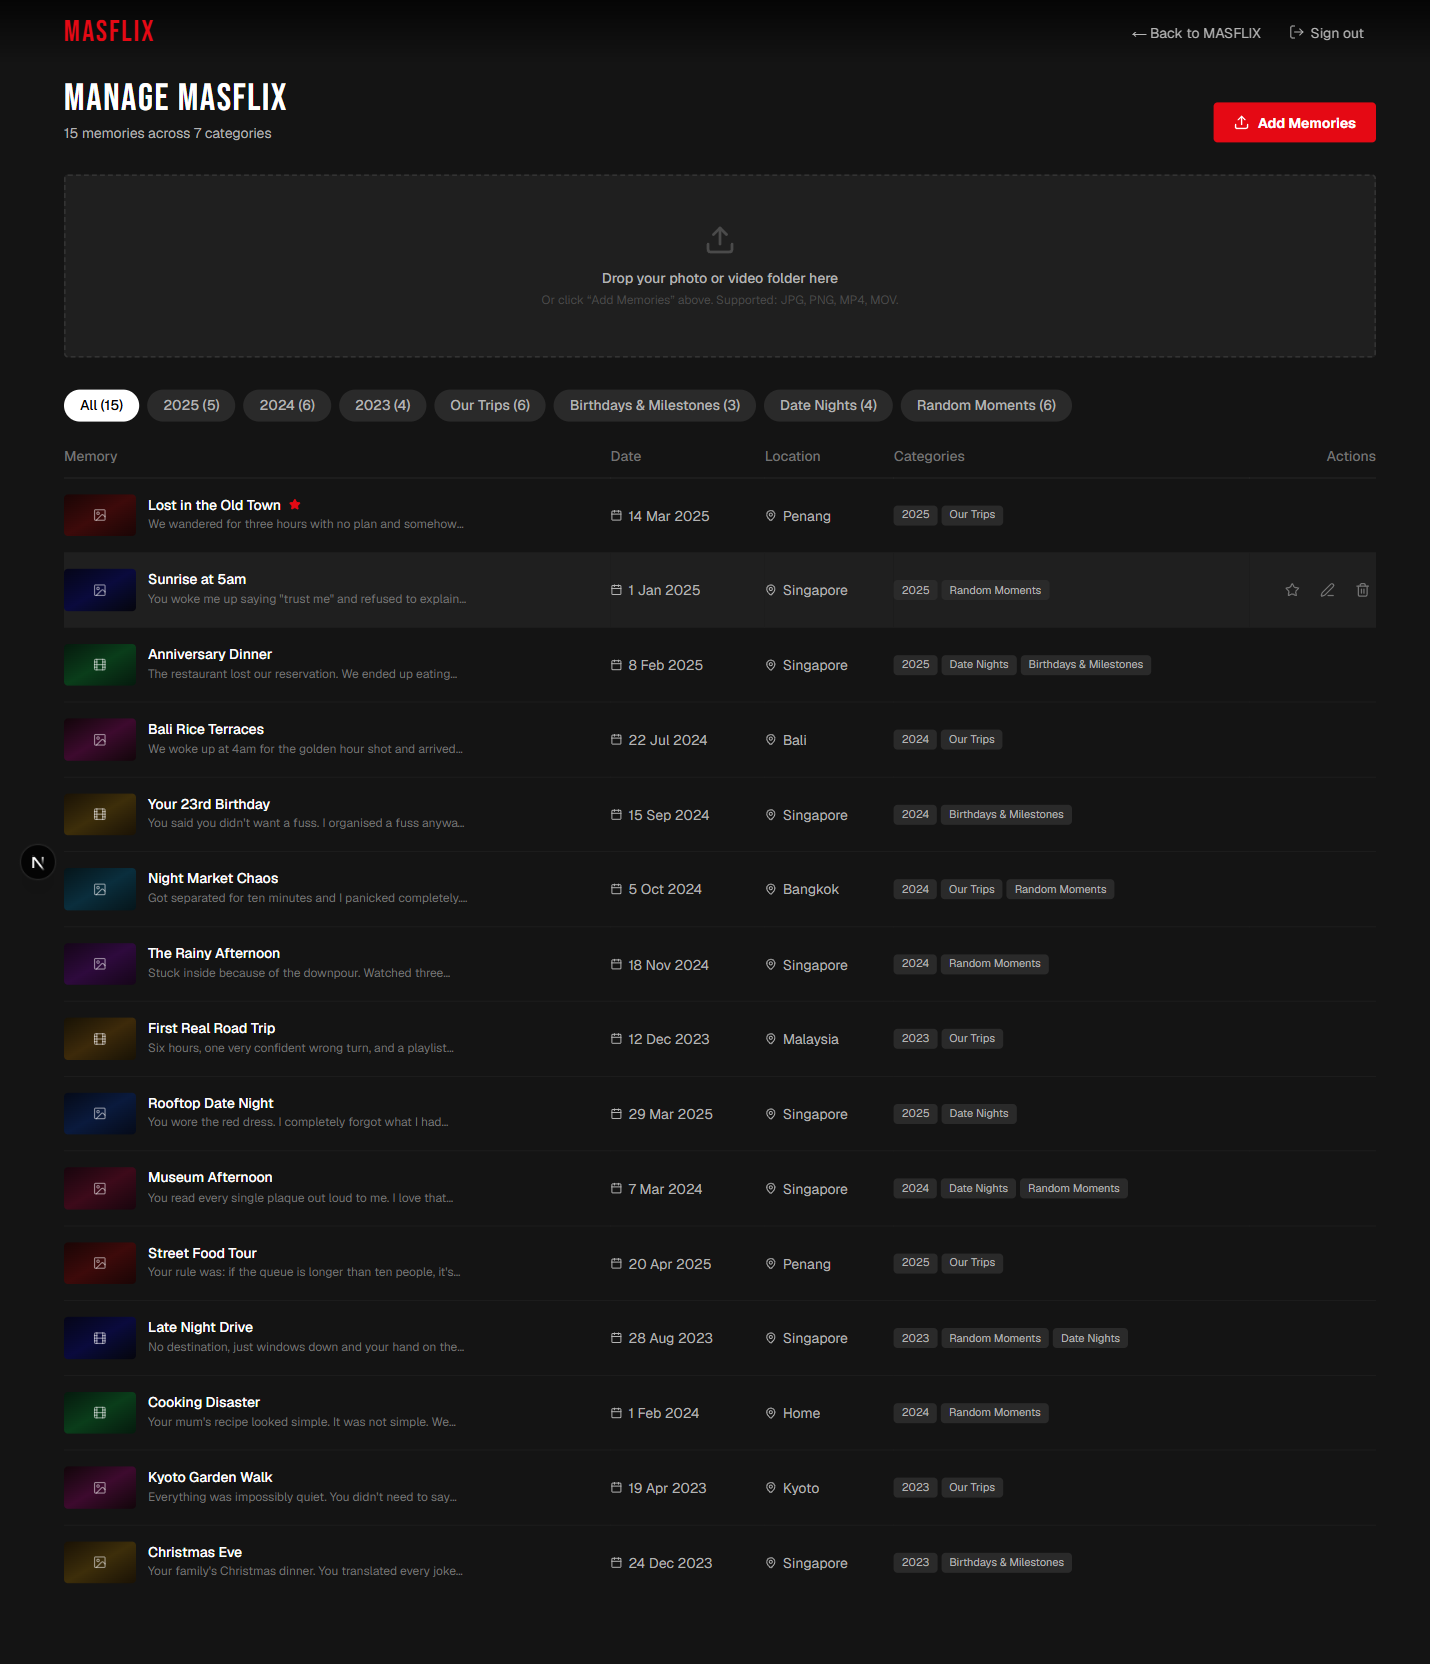 MASFLIX
← Back to MASFLIX
Sign out
MANAGE MASFLIX
15 memories across 7 categories
Add Memories
Drop your photo or video folder here
Or click "Add Memories" above. Supported: JPG, PNG, MP4, MOV.
All (15)
2025 (5)
2024 (6)
2023 (4)
Our Trips (6)
Birthdays & Milestones (3)
Date Nights (4)
Random Moments (6)
Memory Date Location Categories Actions
Lost in the Old Town
We wandered for three hours with no plan and somehow...
14 Mar 2025
Penang
2025 Our Trips
Sunrise at 5am
You woke me up saying "trust me" and refused to explain...
1 Jan 2025
Singapore
2025 Random Moments
Anniversary Dinner
The restaurant lost our reservation. We ended up eating...
8 Feb 2025
Singapore
2025 Date Nights Birthdays & Milestones
Bali Rice Terraces
We woke up at 4am for the golden hour shot and arrived...
22 Jul 2024
Bali
2024 Our Trips
Your 23rd Birthday
You said you didn't want a fuss. I organised a fuss anywa...
15 Sep 2024
Singapore
2024 Birthdays & Milestones
Night Market Chaos
Got separated for ten minutes and I panicked completely....
5 Oct 2024
Bangkok
2024 Our Trips Random Moments
The Rainy Afternoon
Stuck inside because of the downpour. Watched three...
18 Nov 2024
Singapore
2024 Random Moments
First Real Road Trip
Six hours, one very confident wrong turn, and a playlist...
12 Dec 2023
Malaysia
2023 Our Trips
Rooftop Date Night
You wore the red dress. I completely forgot what I had...
29 Mar 2025
Singapore
2025 Date Nights
Museum Afternoon
You read every single plaque out loud to me. I love that...
7 Mar 2024
Singapore
2024 Date Nights Random Moments
Street Food Tour
Your rule was: if the queue is longer than ten people, it's...
20 Apr 2025
Penang
2025 Our Trips
Late Night Drive
No destination, just windows down and your hand on the...
28 Aug 2023
Singapore
2023 Random Moments Date Nights
Cooking Disaster
Your mum's recipe looked simple. It was not simple. We...
1 Feb 2024
Home
2024 Random Moments
Kyoto Garden Walk
Everything was impossibly quiet. You didn't need to say...
19 Apr 2023
Kyoto
2023 Our Trips
Christmas Eve
Your family's Christmas dinner. You translated every joke...
24 Dec 2023
Singapore
2023 Birthdays & Milestones
N